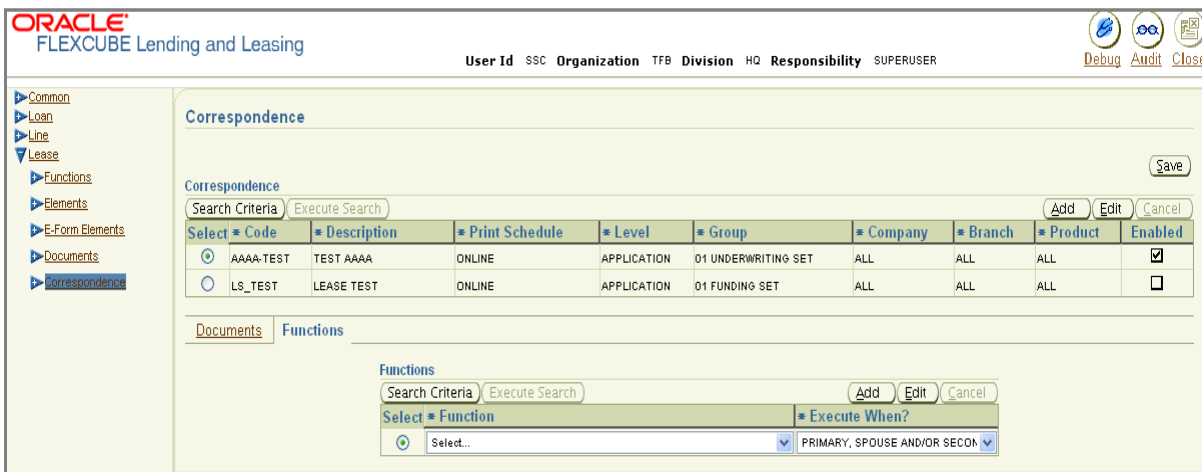 ORACLE
FLEXCUBE Lending and Leasing
User Id SSC Organization TFB Division HQ Responsibility SUPERUSER
Debug Audit Close
Common
Loan
Line
Lease
Functions
Elements
E-Form Elements
Documents
Correspondence
Correspondence
Save
Correspondence
Search Criteria Execute Search Add Edit Cancel
Select * Code * Description * Print Schedule * Level * Group * Company * Branch * Product Enabled
AAAA-TEST TEST AAAA ONLINE APPLICATION 01 UNDERWRITING SET ALL ALL ALL
LS_TEST LEASE TEST ONLINE APPLICATION 01 FUNDING SET ALL ALL ALL
Documents Functions
Functions
Search Criteria Execute Search Add Edit Cancel
Select * Function * Execute When?
Select... PRIMARY, SPOUSE AND/OR SECON